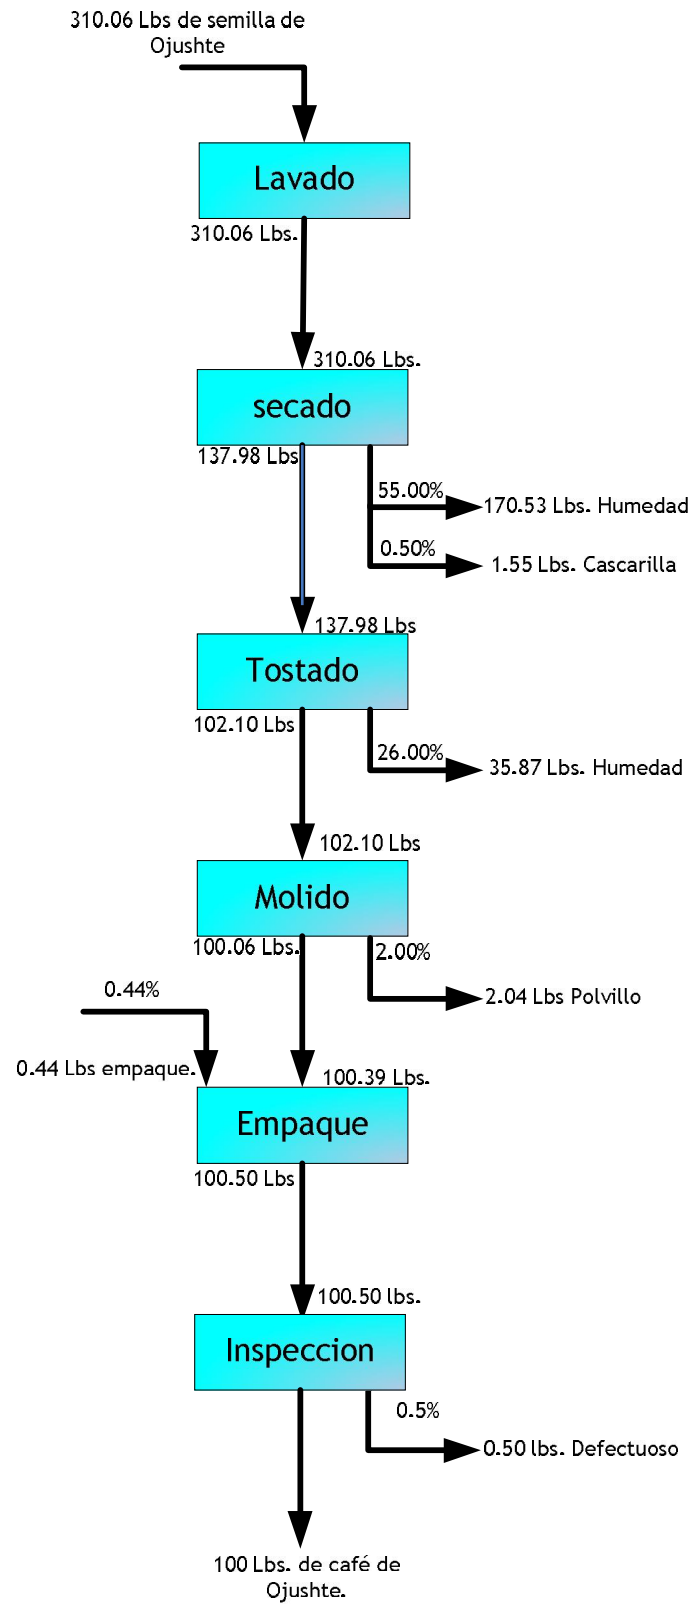 310.06 Lbs de semilla de
Ojushte
Lavado
310.06 Lbs.
310.06 Lbs.
secado
137.98 Lbs
55.00%
170.53 Lbs. Humedad
0.50%
1.55 Lbs. Cascarilla
137.98 Lbs
Tostado
102.10 Lbs
26.00%
35.87 Lbs. Humedad
102.10 Lbs
Molido
100.06 Lbs.
2.00%
2.04 Lbs Polvillo
0.44%
0.44 Lbs empaque.
100.39 Lbs.
Empaque
100.50 Lbs
100.50 lbs.
Inspeccion
0.5%
0.50 lbs. Defectuoso
100 Lbs. de café de
Ojushte.